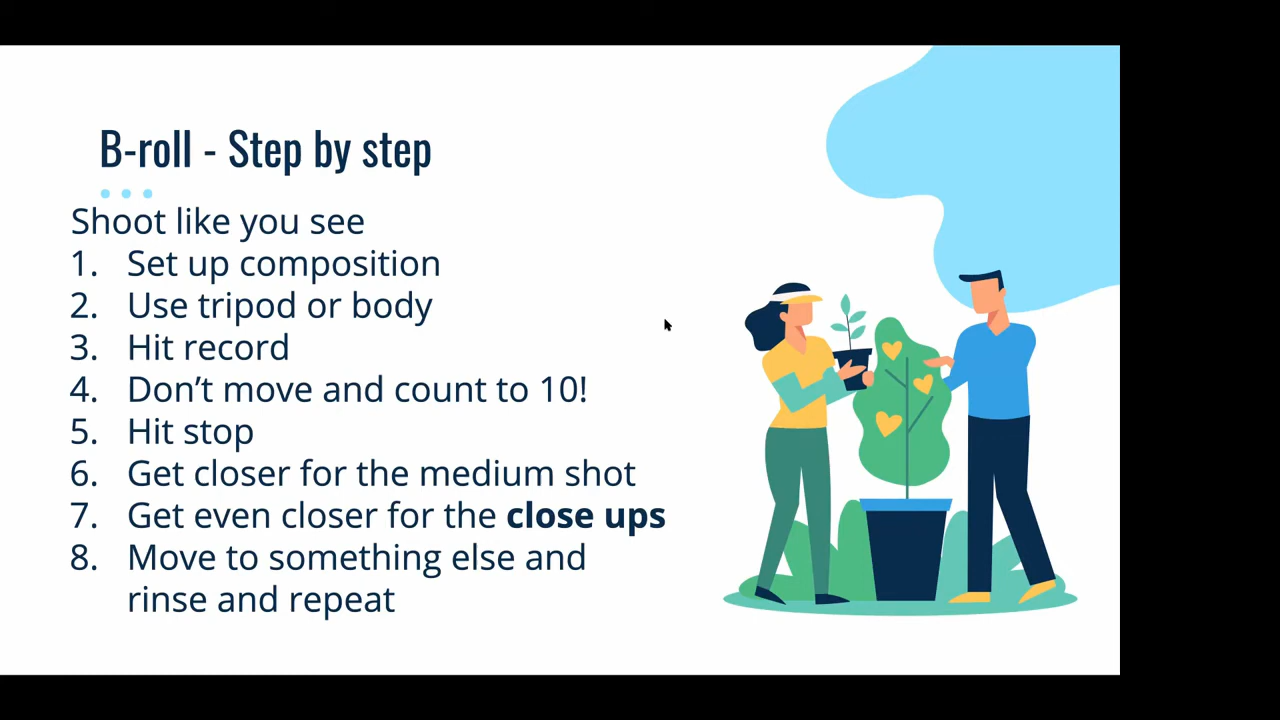 B-roll - Step by step
Shoot like you see
1. Set up composition
2. Use tripod or body
3. Hit record
4. Don’t move and count to 10!
5. Hit stop
6. Get closer for the medium shot
7. Get even closer for the close ups
8. Move to something else and
rinse and repeat